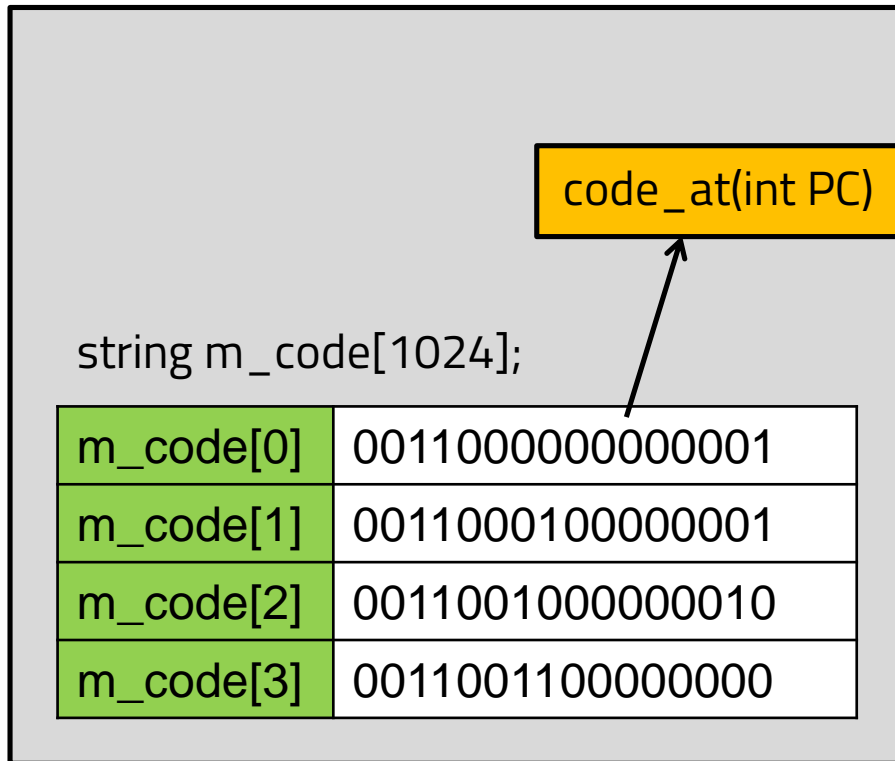 code_at(int PC)
string m_code[1024];
m_code[0] 0011000000000001
m_code[1] 0011000100000001
m_code[2] 0011001000000010
m_code[3] 0011001100000000